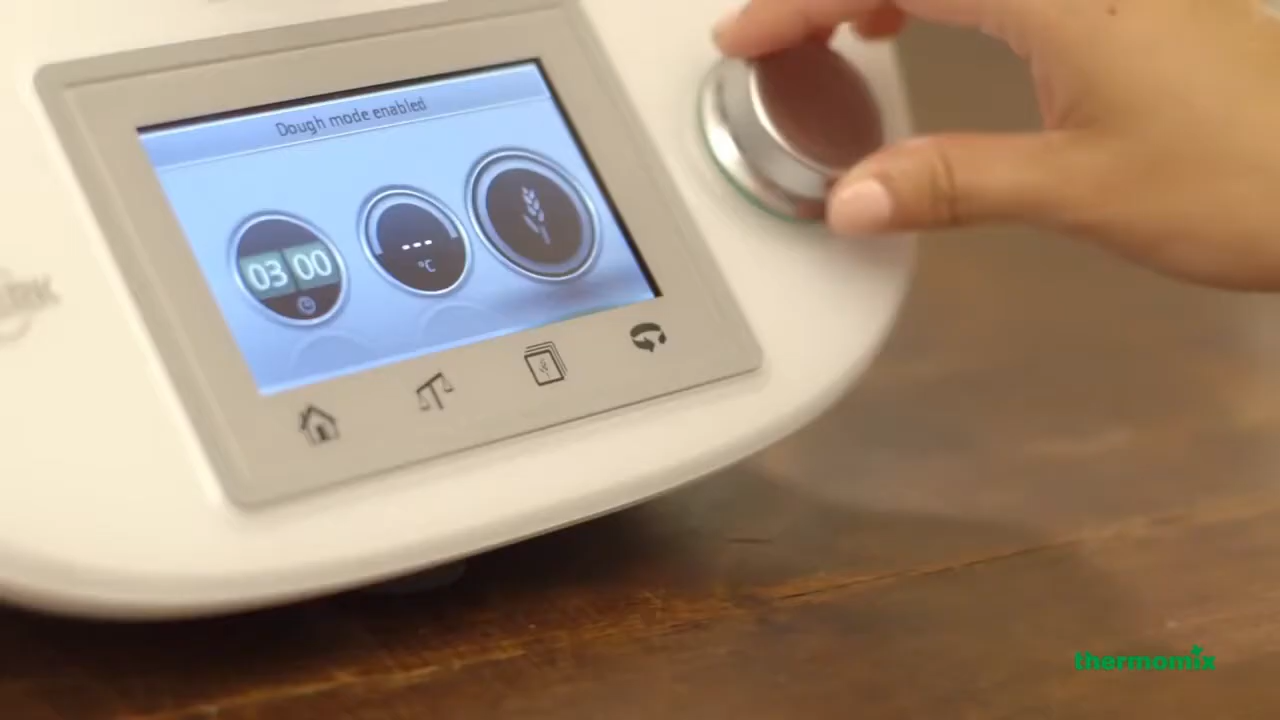 Dough mode enabled
03 00
---
°C
thermomix